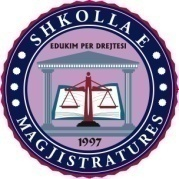 SHKOLLA E
EDUKIM PER DREJTESI
1997
MAGJISTRATURES